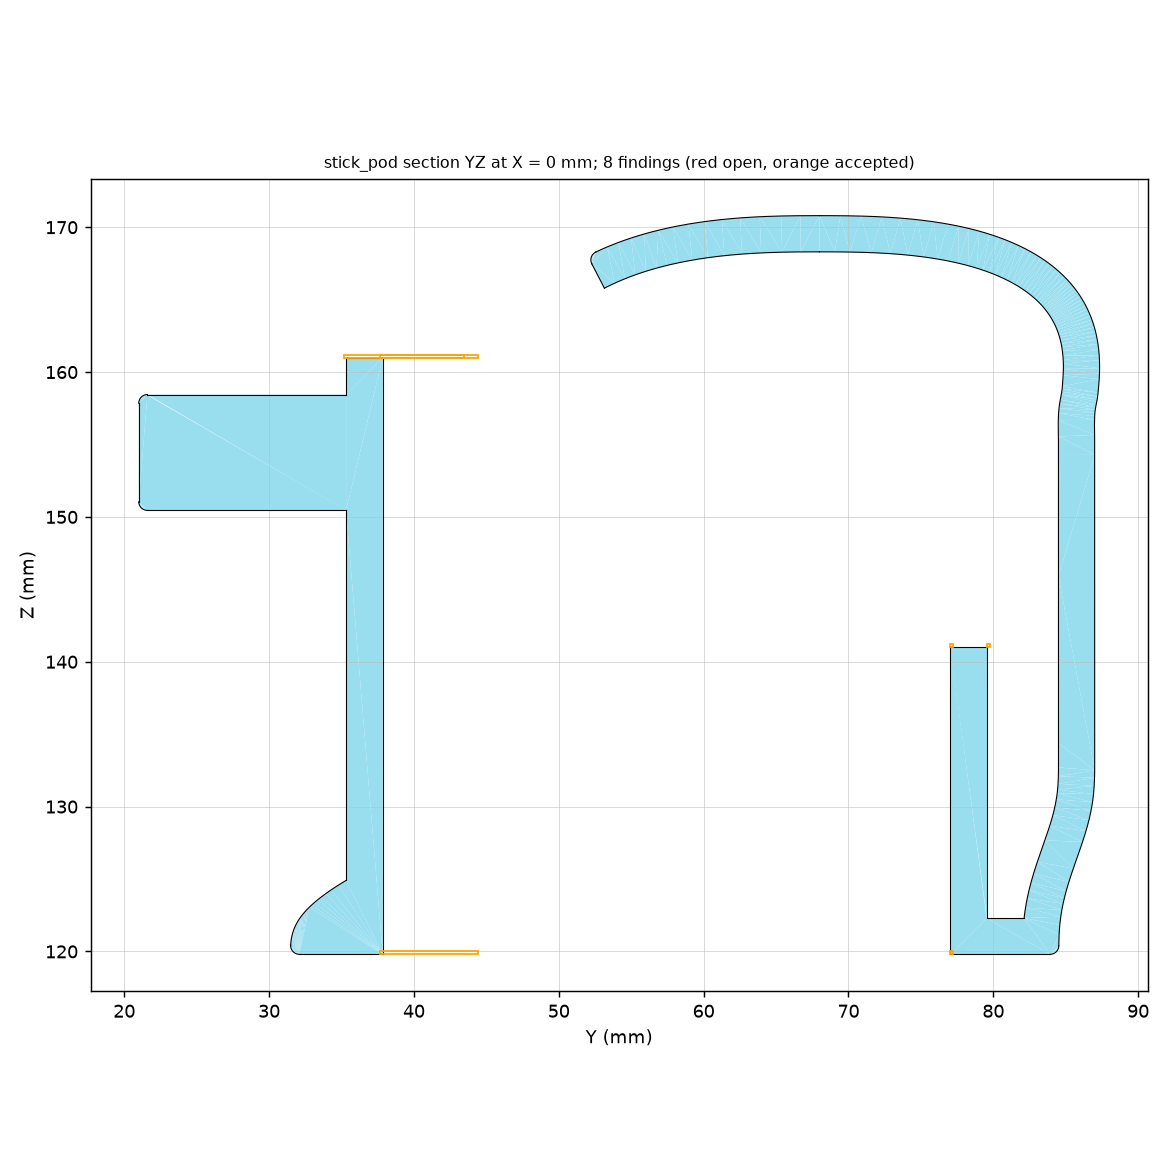 stick_pod section YZ at X = 0 mm; 8 findings (red open, orange accepted)
170
160
150
140
130
120
Z (mm)
20 30 40 50 60 70 80 90
Y (mm)